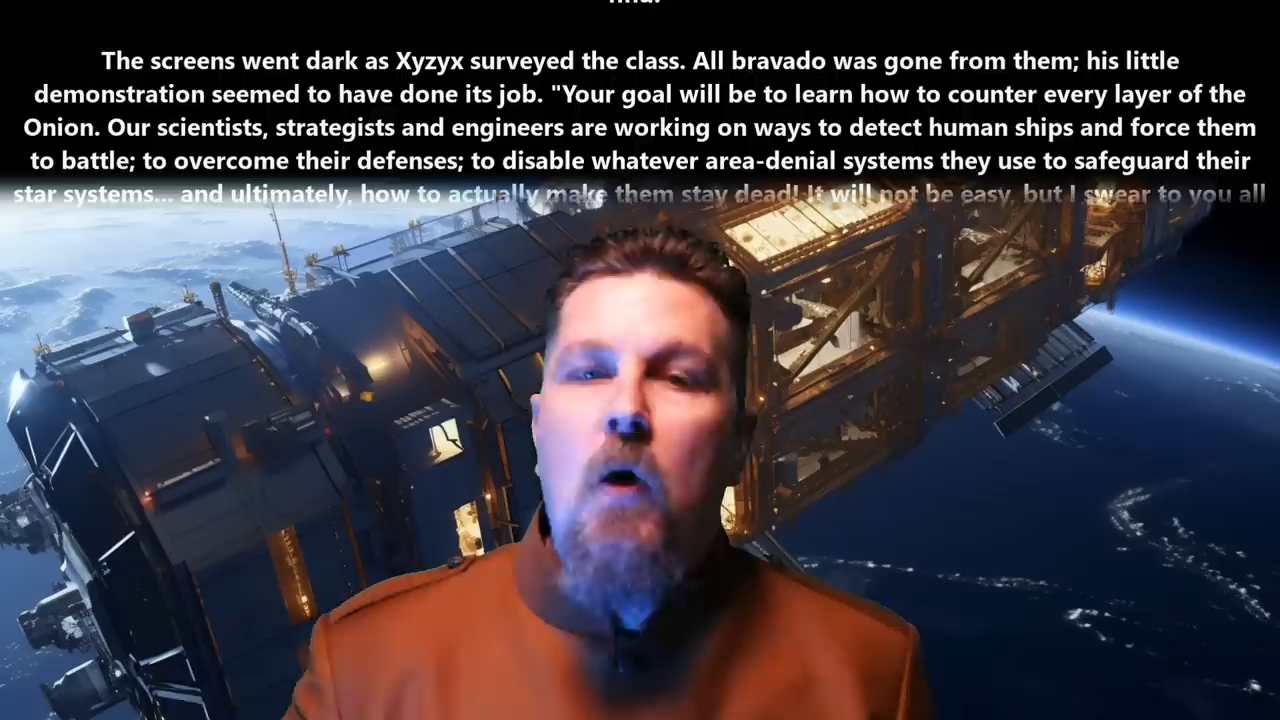 The screens went dark as Xyzyx surveyed the class. All bravado was gone from them; his little
demonstration seemed to have done its job. "Your goal will be to learn how to counter every layer of the
Onion. Our scientists, strategists and engineers are working on ways to detect human ships and force them
to battle; to overcome their defenses; to disable whatever area-denial systems they use to safeguard their
star systems... and ultimately, how to actually make them stay dead! It will not be easy, but I swear to you all